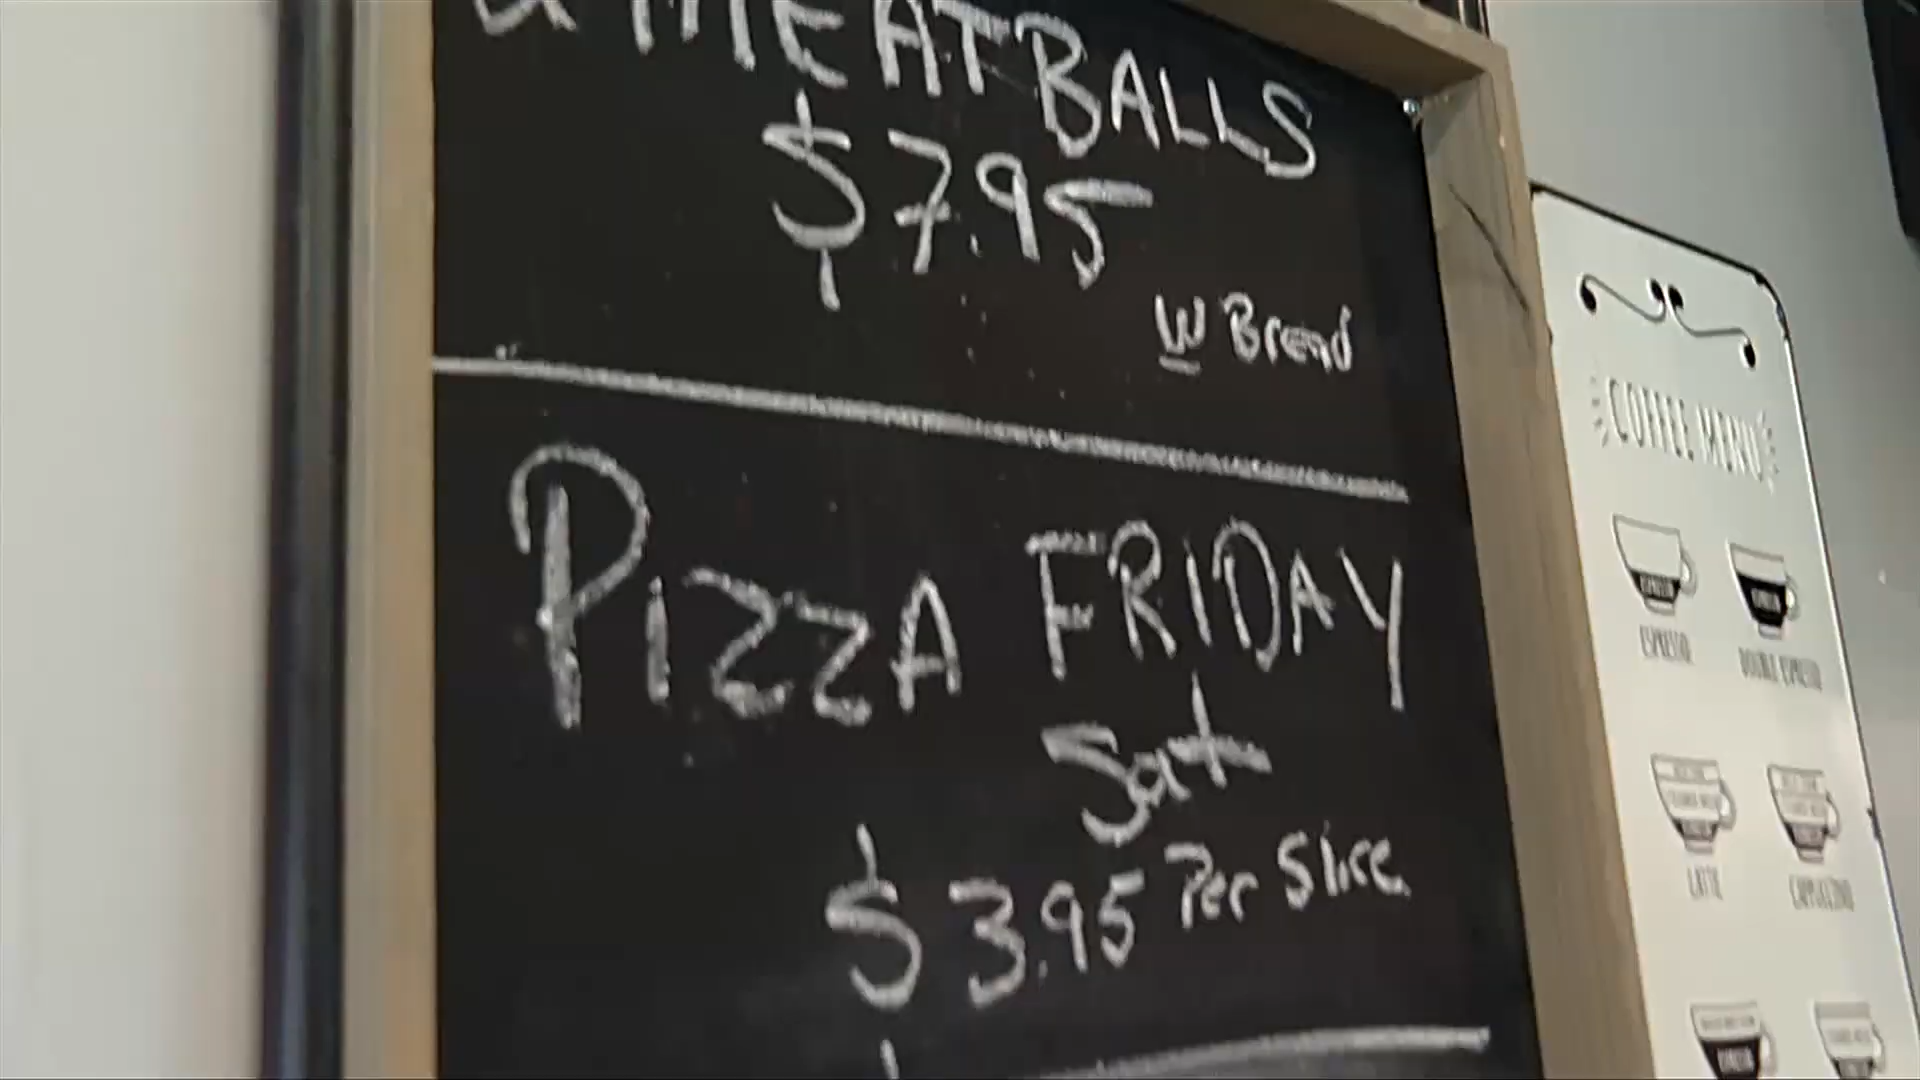 & MEATBALLS
$7.95
W Bread
PIZZA FRIDAY
Sat
$3.95 Per Slice
COFFEE MENU
ESPRESSO
DOUBLE ESPRESSO
LATTE
CAPPUCCINO